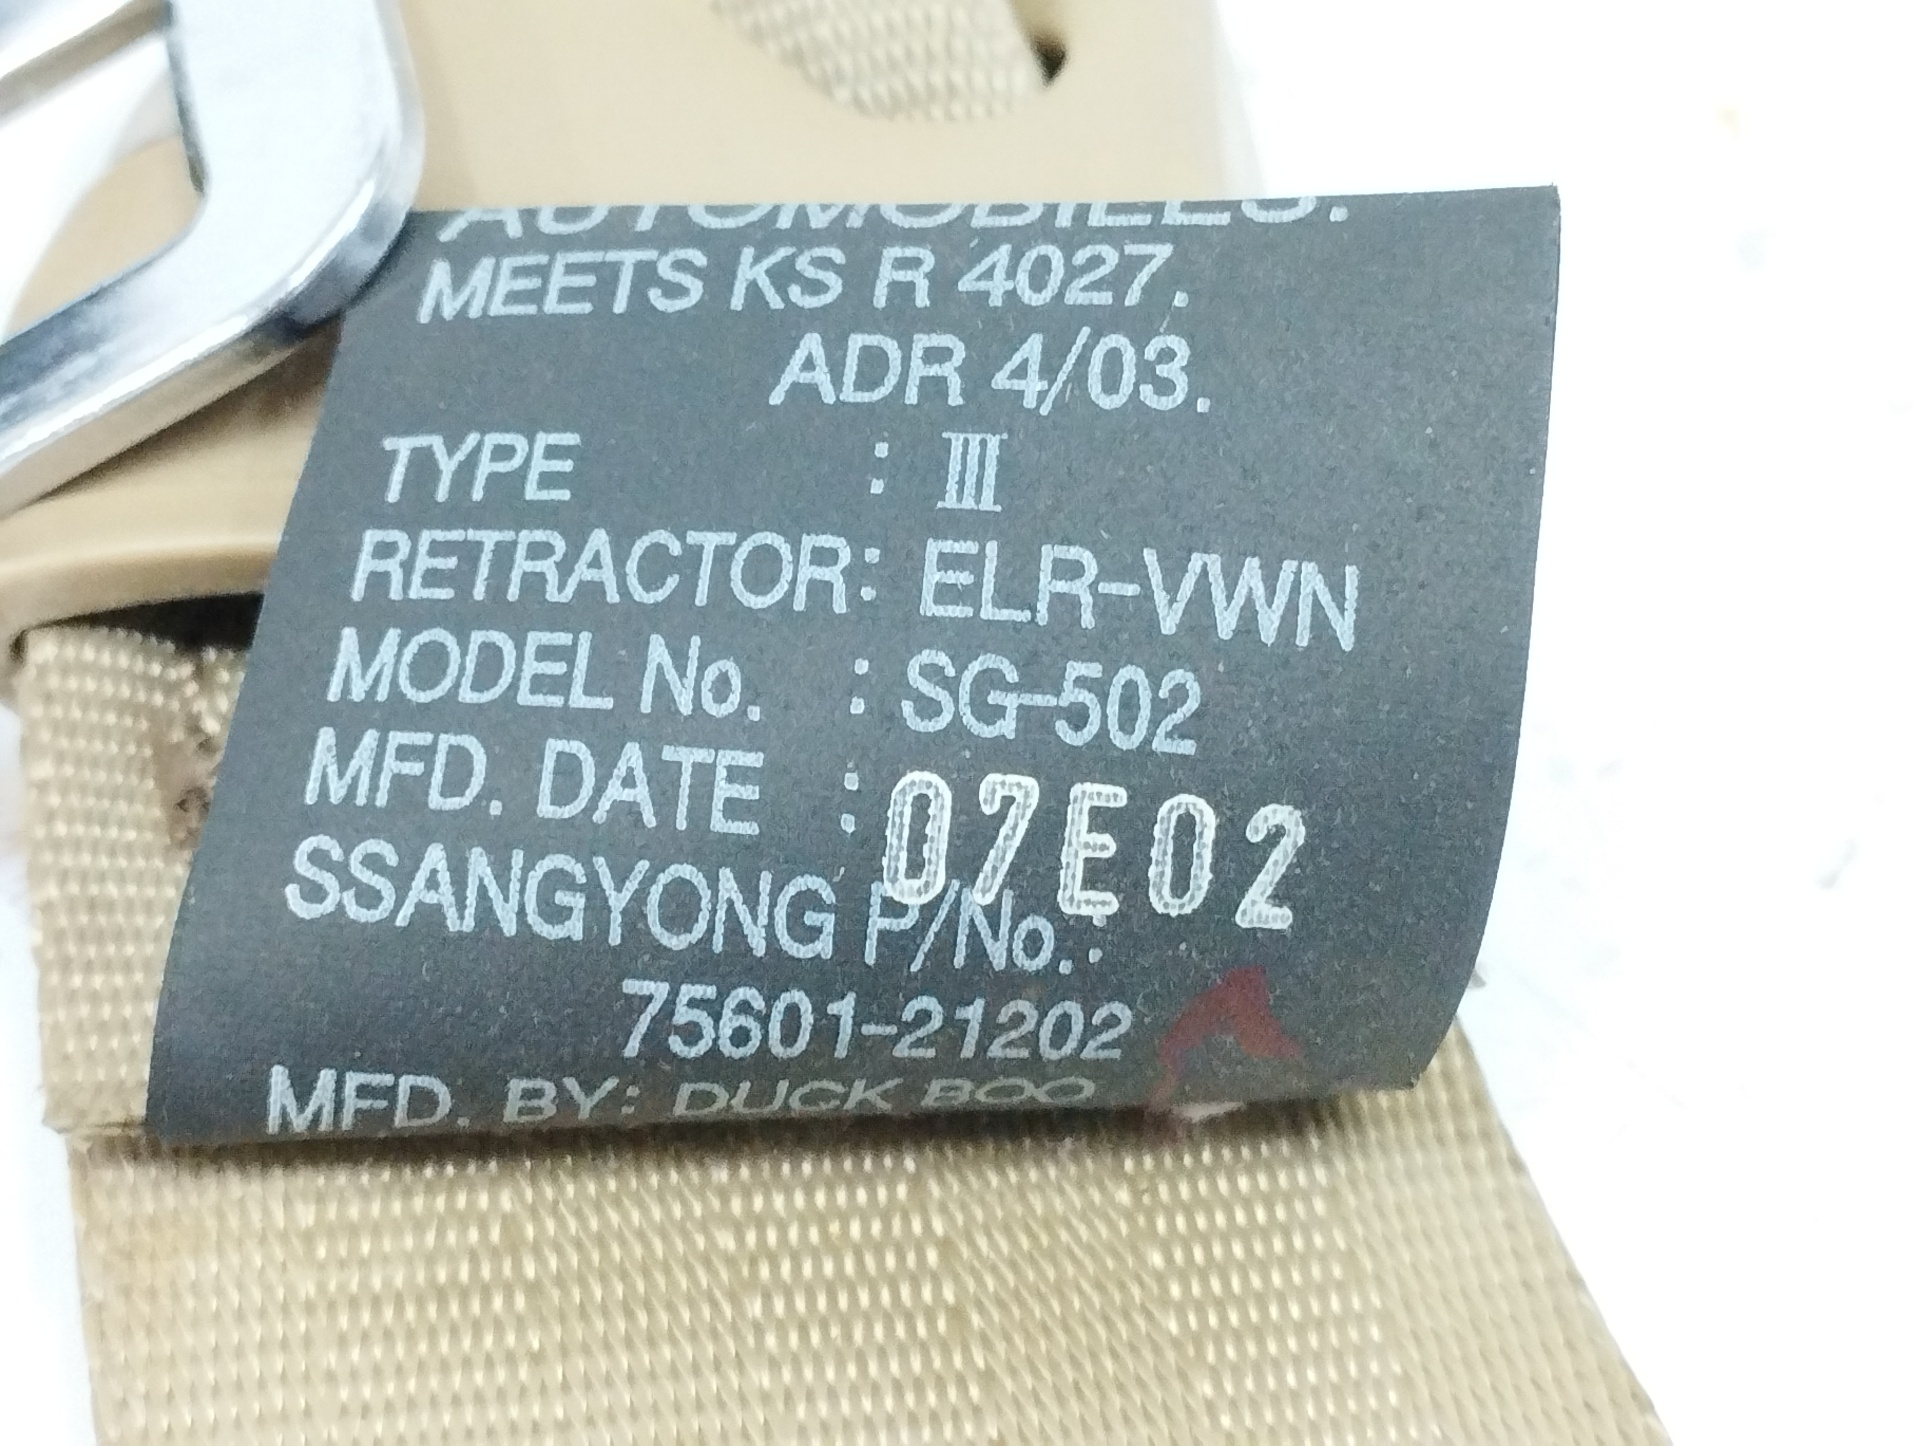 AUTOMOBILES.
MEETS KS R 4027.
ADR 4/03.
TYPE : III
RETRACTOR: ELR-VWN
MODEL No. : SG-502
MFD. DATE : 07E02
SSANGYONG P/No.:
75601-21202
MFD. BY: DUCK BOO